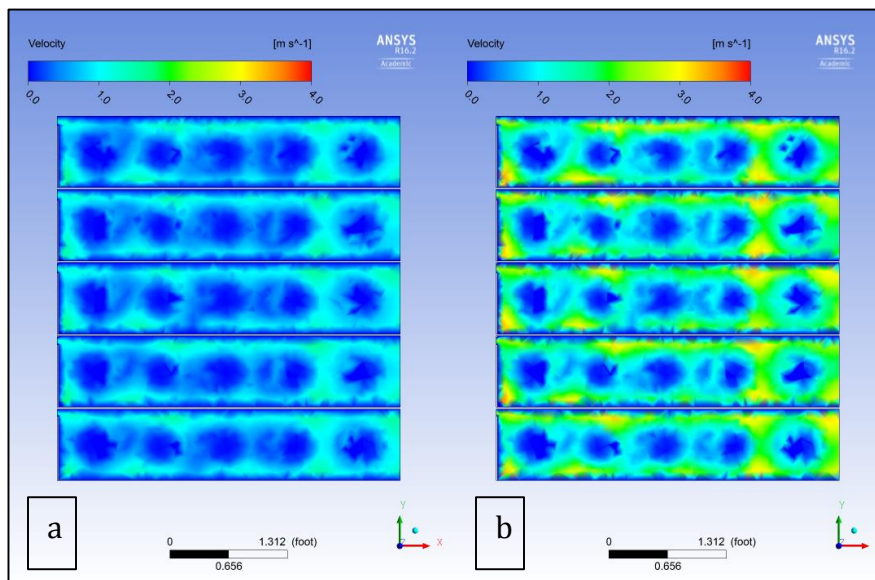 Velocity [m s^-1]
ANSYS
R16.2
Academic
0.0 1.0 2.0 3.0 4.0
a
0 1.312 (foot)
0.656
Y
X
Z
Velocity [m s^-1]
ANSYS
R16.2
Academic
0.0 1.0 2.0 3.0 4.0
b
0 1.312 (foot)
0.656
Y